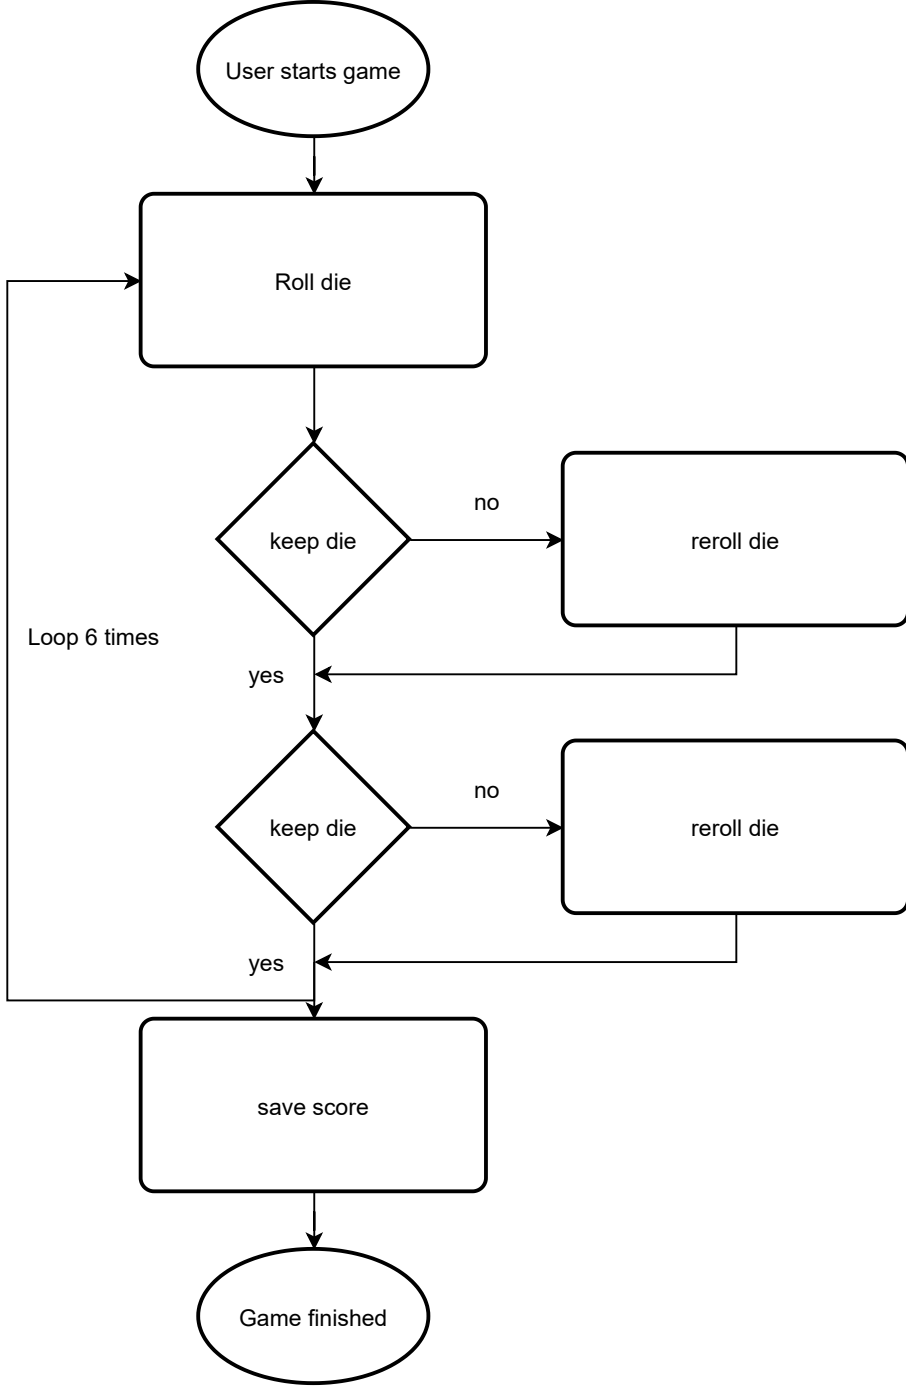 User starts game
Roll die
keep die
no
reroll die
Loop 6 times
yes
keep die
no
reroll die
yes
save score
Game finished